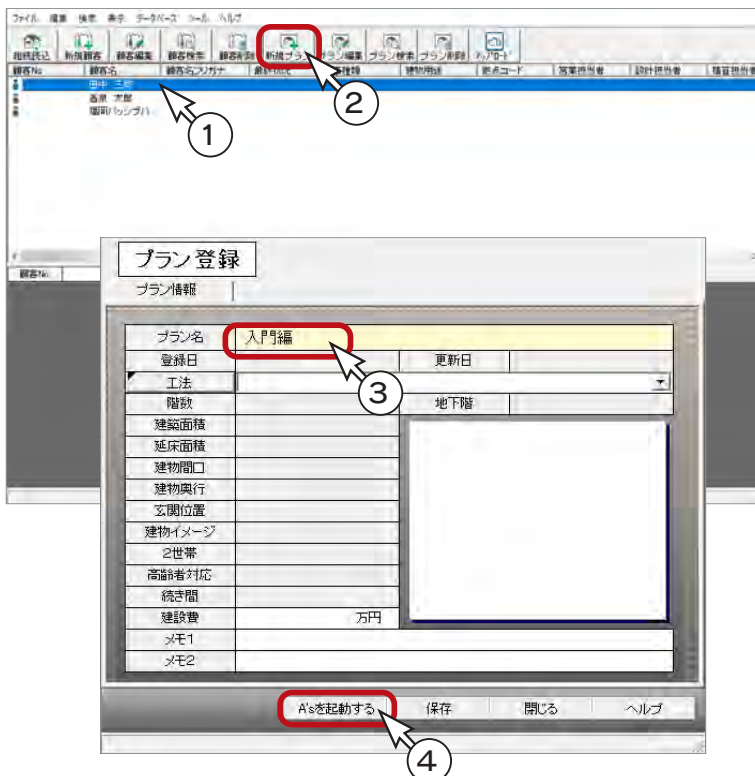 ファイル 編集 検索 表示 データベース ツール ヘルプ
新規顧客 顧客編集 顧客検索 顧客削除 新規プラン プラン編集 プラン検索 プラン削除 アップロード
顧客No 顧客名 顧客名フリガナ 建物用途 拠点コード 営業担当者 設計担当者 積算担当者
②
①
顧客No.
プラン登録
プラン情報
プラン名 入門編
登録日 更新日
③
工法
階数 地下階
建築面積
延床面積
建物間口
建物奥行
玄関位置
建物イメージ
2世帯
高齢者対応
続き間
建設費 万円
メモ1
メモ2
A'sを起動する 保存 閉じる ヘルプ
④